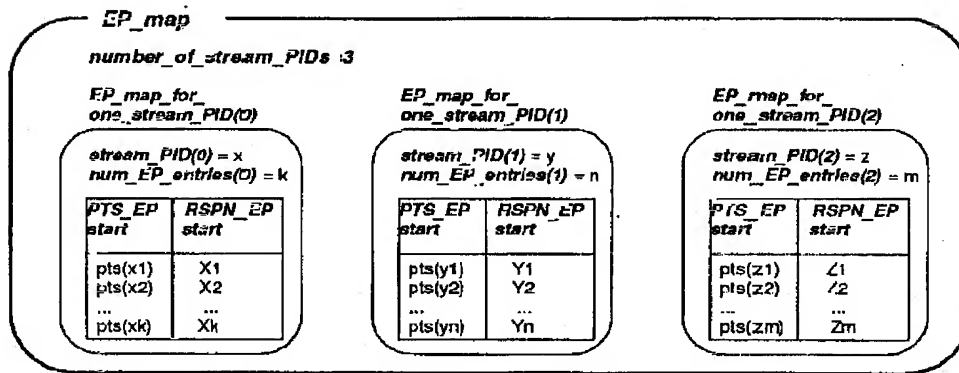 EP_map
number_of_stream_PIDs :3
EP_map_for_
one_stream_PID(0)
stream_PID(0) = x
num_EP_entries(0) = k
PTS_EP start RSPN_EP start
pts(x1) X1
pts(x2) X2
... ...
pts(xk) Xk
EP_map_for_
one_stream_PID(1)
stream_PID(1) = y
num_EP_entries(1) = n
PTS_EP start RSPN_EP start
pts(y1) Y1
pts(y2) Y2
... ...
pts(yn) Yn
EP_map_for_
one_stream_PID(2)
stream_PID(2) = z
num_EP_entries(2) = m
PTS_EP start RSPN_EP start
pts(z1) Z1
pts(z2) Z2
... ...
pts(zm) Zm